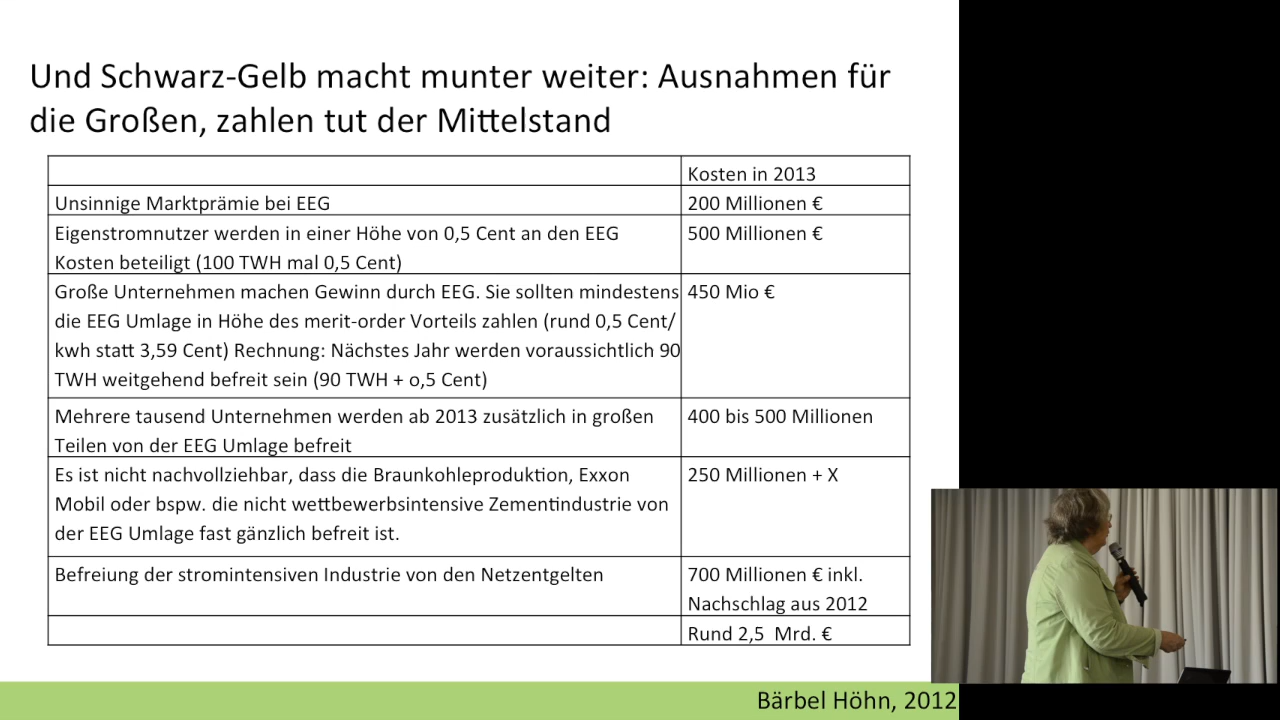 Und Schwarz-Gelb macht munter weiter: Ausnahmen für
die Großen, zahlen tut der Mittelstand
Kosten in 2013
Unsinnige Marktprämie bei EEG
200 Millionen €
Eigenstromnutzer werden in einer Höhe von 0,5 Cent an den EEG
Kosten beteiligt (100 TWH mal 0,5 Cent)
500 Millionen €
Große Unternehmen machen Gewinn durch EEG. Sie sollten mindestens
die EEG Umlage in Höhe des merit-order Vorteils zahlen (rund 0,5 Cent/
kwh statt 3,59 Cent) Rechnung: Nächstes Jahr werden voraussichtlich 90
TWH weitgehend befreit sein (90 TWH + o,5 Cent)
450 Mio €
Mehrere tausend Unternehmen werden ab 2013 zusätzlich in großen
Teilen von der EEG Umlage befreit
400 bis 500 Millionen
Es ist nicht nachvollziehbar, dass die Braunkohleproduktion, Exxon
Mobil oder bspw. die nicht wettbewerbsintensive Zementindustrie von
der EEG Umlage fast gänzlich befreit ist.
250 Millionen + X
Befreiung der stromintensiven Industrie von den Netzentgelten
700 Millionen € inkl.
Nachschlag aus 2012
Rund 2,5 Mrd. €
Bärbel Höhn, 2012